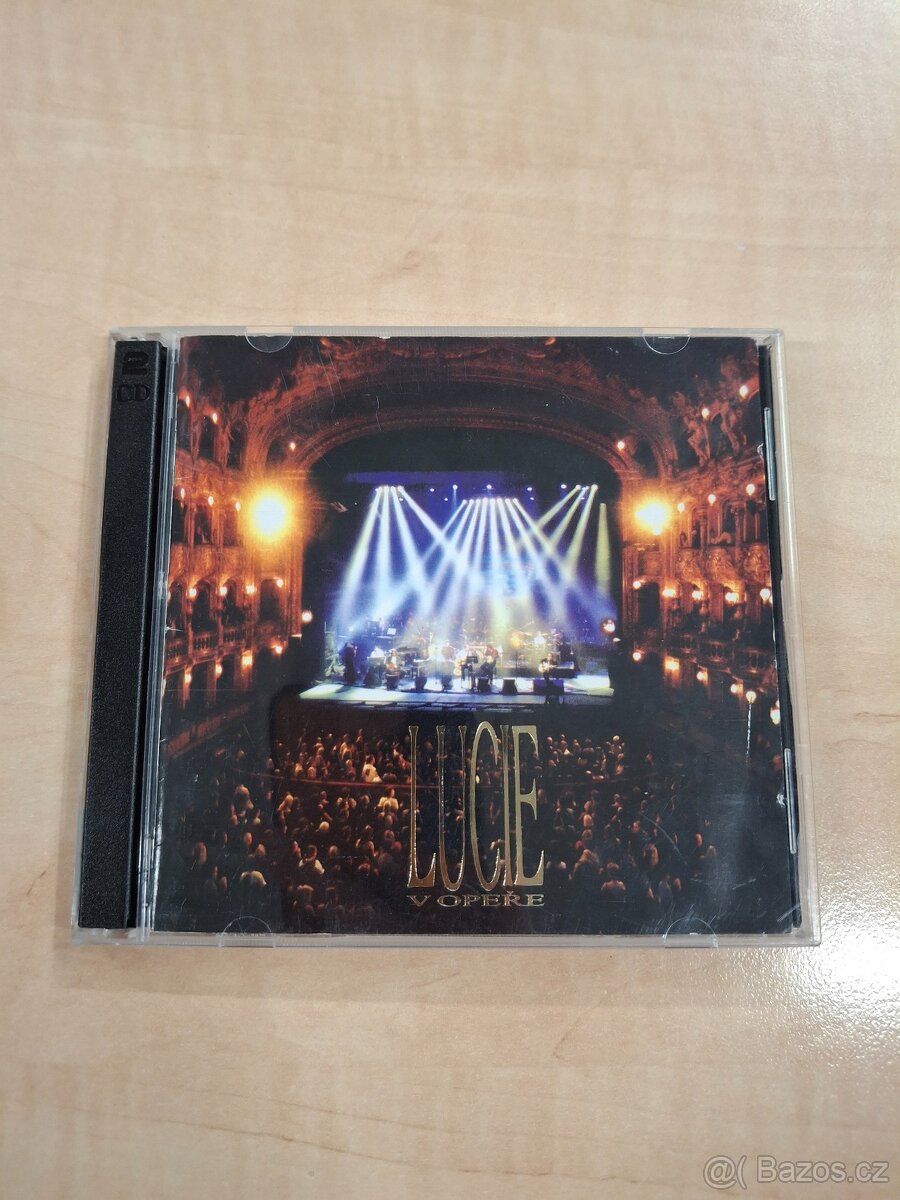 2
CD
LUCIE
V OPEŘE
@( Bazos.cz